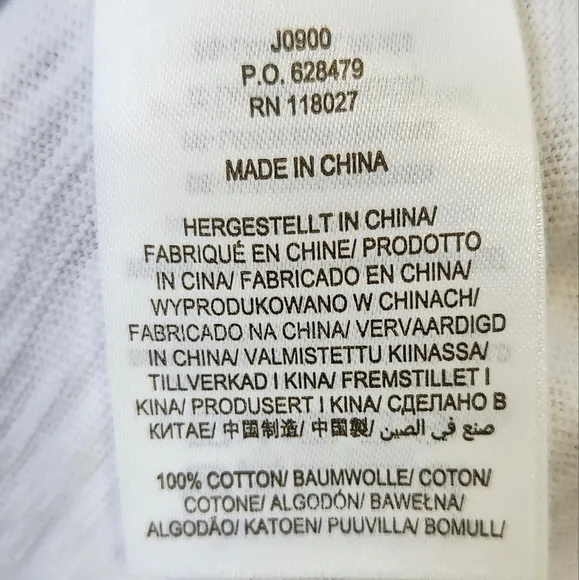 J0900
P.O. 628479
RN 118027
MADE IN CHINA
HERGESTELLT IN CHINA/
FABRIQUÉ EN CHINE/ PRODOTTO
IN CINA/ FABRICADO EN CHINA/
WYPRODUKOWANO W CHINACH/
FABRICADO NA CHINA/ VERVAARDIGD
IN CHINA/ VALMISTETTU KIINASSA/
TILLVERKAD I KINA/ FREMSTILLET I
KINA/ PRODUSERT I KINA/ СДЕЛАНО В
КИТАЕ/ 中国制造/ 中國製/ صنع في الصين
100% COTTON/ BAUMWOLLE/ COTON/
COTONE/ ALGODÓN/ BAWEŁNA/
ALGODÃO/ KATOEN/ PUUVILLA/ BOMULL/